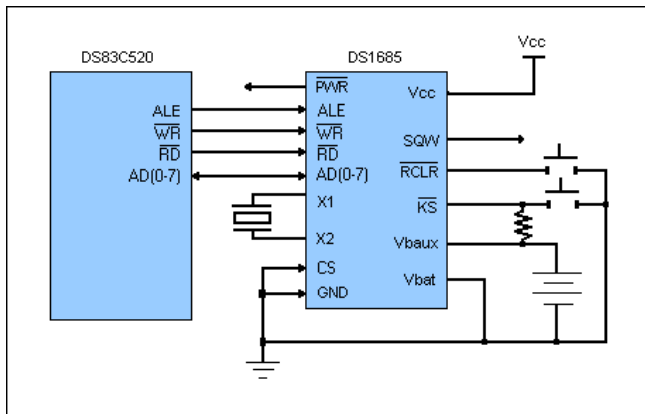 DS83C520
DS1685
Vcc
PWR
Vcc
ALE
ALE
WR
WR
SQW
RD
RD
RCLR
AD(0-7)
AD(0-7)
X1
KS
X2
Vbaux
CS
Vbat
GND